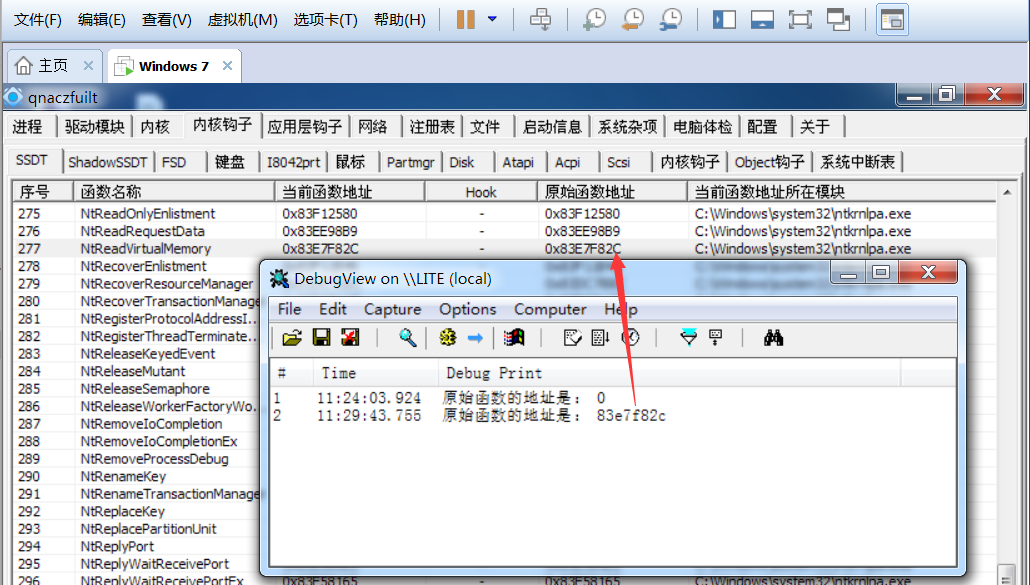 文件(F) 编辑(E) 查看(V) 虚拟机(M) 选项卡(T) 帮助(H)
主页 Windows 7
qnaczfuilt
进程 驱动模块 内核 内核钩子 应用层钩子 网络 注册表 文件 启动信息 系统杂项 电脑体检 配置 关于
SSDT ShadowSSDT FSD 键盘 I8042prt 鼠标 Partmgr Disk Atapi Acpi Scsi 内核钩子 Object钩子 系统中断表
序号 函数名称 当前函数地址 Hook 原始函数地址 当前函数地址所在模块
275 NtReadOnlyEnlistment 0x83F12580 - 0x83F12580 C:\Windows\system32\ntkrnlpa.exe
276 NtReadRequestData 0x83EE98B9 - 0x83EE98B9 C:\Windows\system32\ntkrnlpa.exe
277 NtReadVirtualMemory 0x83E7F82C - 0x83E7F82C C:\Windows\system32\ntkrnlpa.exe
278 NtRecoverEnlistment
279 NtRecoverResourceManager
280 NtRecoverTransactionManage
281 NtRegisterProtocolAddressI...
282 NtRegisterThreadTerminate...
283 NtReleaseKeyedEvent
284 NtReleaseMutant
285 NtReleaseSemaphore
286 NtReleaseWorkerFactoryWo...
287 NtRemoveIoCompletion
288 NtRemoveIoCompletionEx
289 NtRemoveProcessDebug
290 NtRenameKey
291 NtRenameTransactionManage
292 NtReplaceKey
293 NtReplacePartitionUnit
294 NtReplyPort
295 NtReplyWaitReceivePort
296 NtReplyWaitReceivePortEx 0x83F58165 - 0x83F58165 C:\Windows\system32\ntkrnlpa.exe
DebugView on \\LITE (local)
File Edit Capture Options Computer Help
# Time Debug Print
1 11:24:03.924 原始函数的地址是： 0
2 11:29:43.755 原始函数的地址是： 83e7f82c